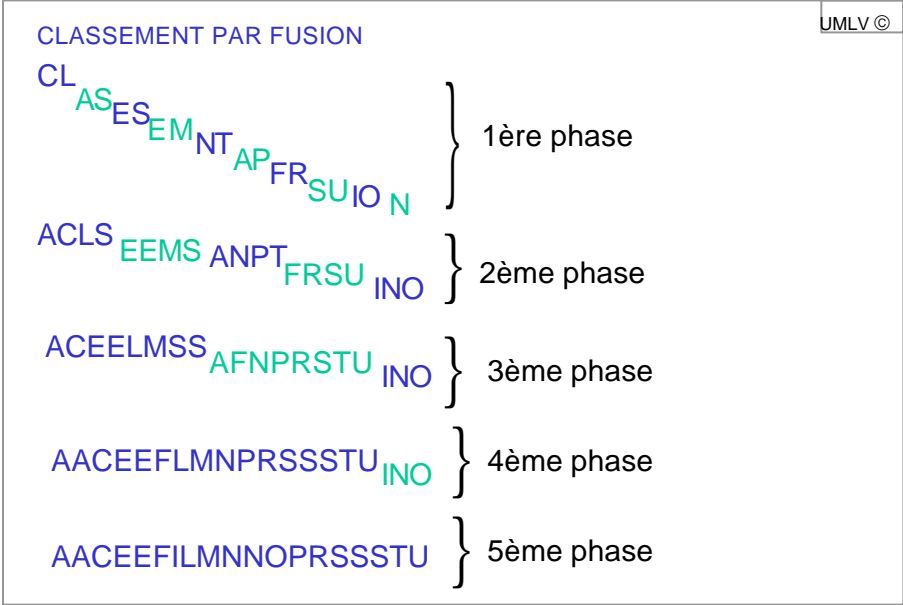 UMLV ©
CLASSEMENT PAR FUSION
CL AS ES EM NT AP FR SU IO N
1ère phase
ACLS EEMS ANPT FRSU INO
2ème phase
ACEELMSS AFNPRSTU INO
3ème phase
AACEEFLMNPRSSSTU INO
4ème phase
AACEEFILMNNOPRSSSTU
5ème phase